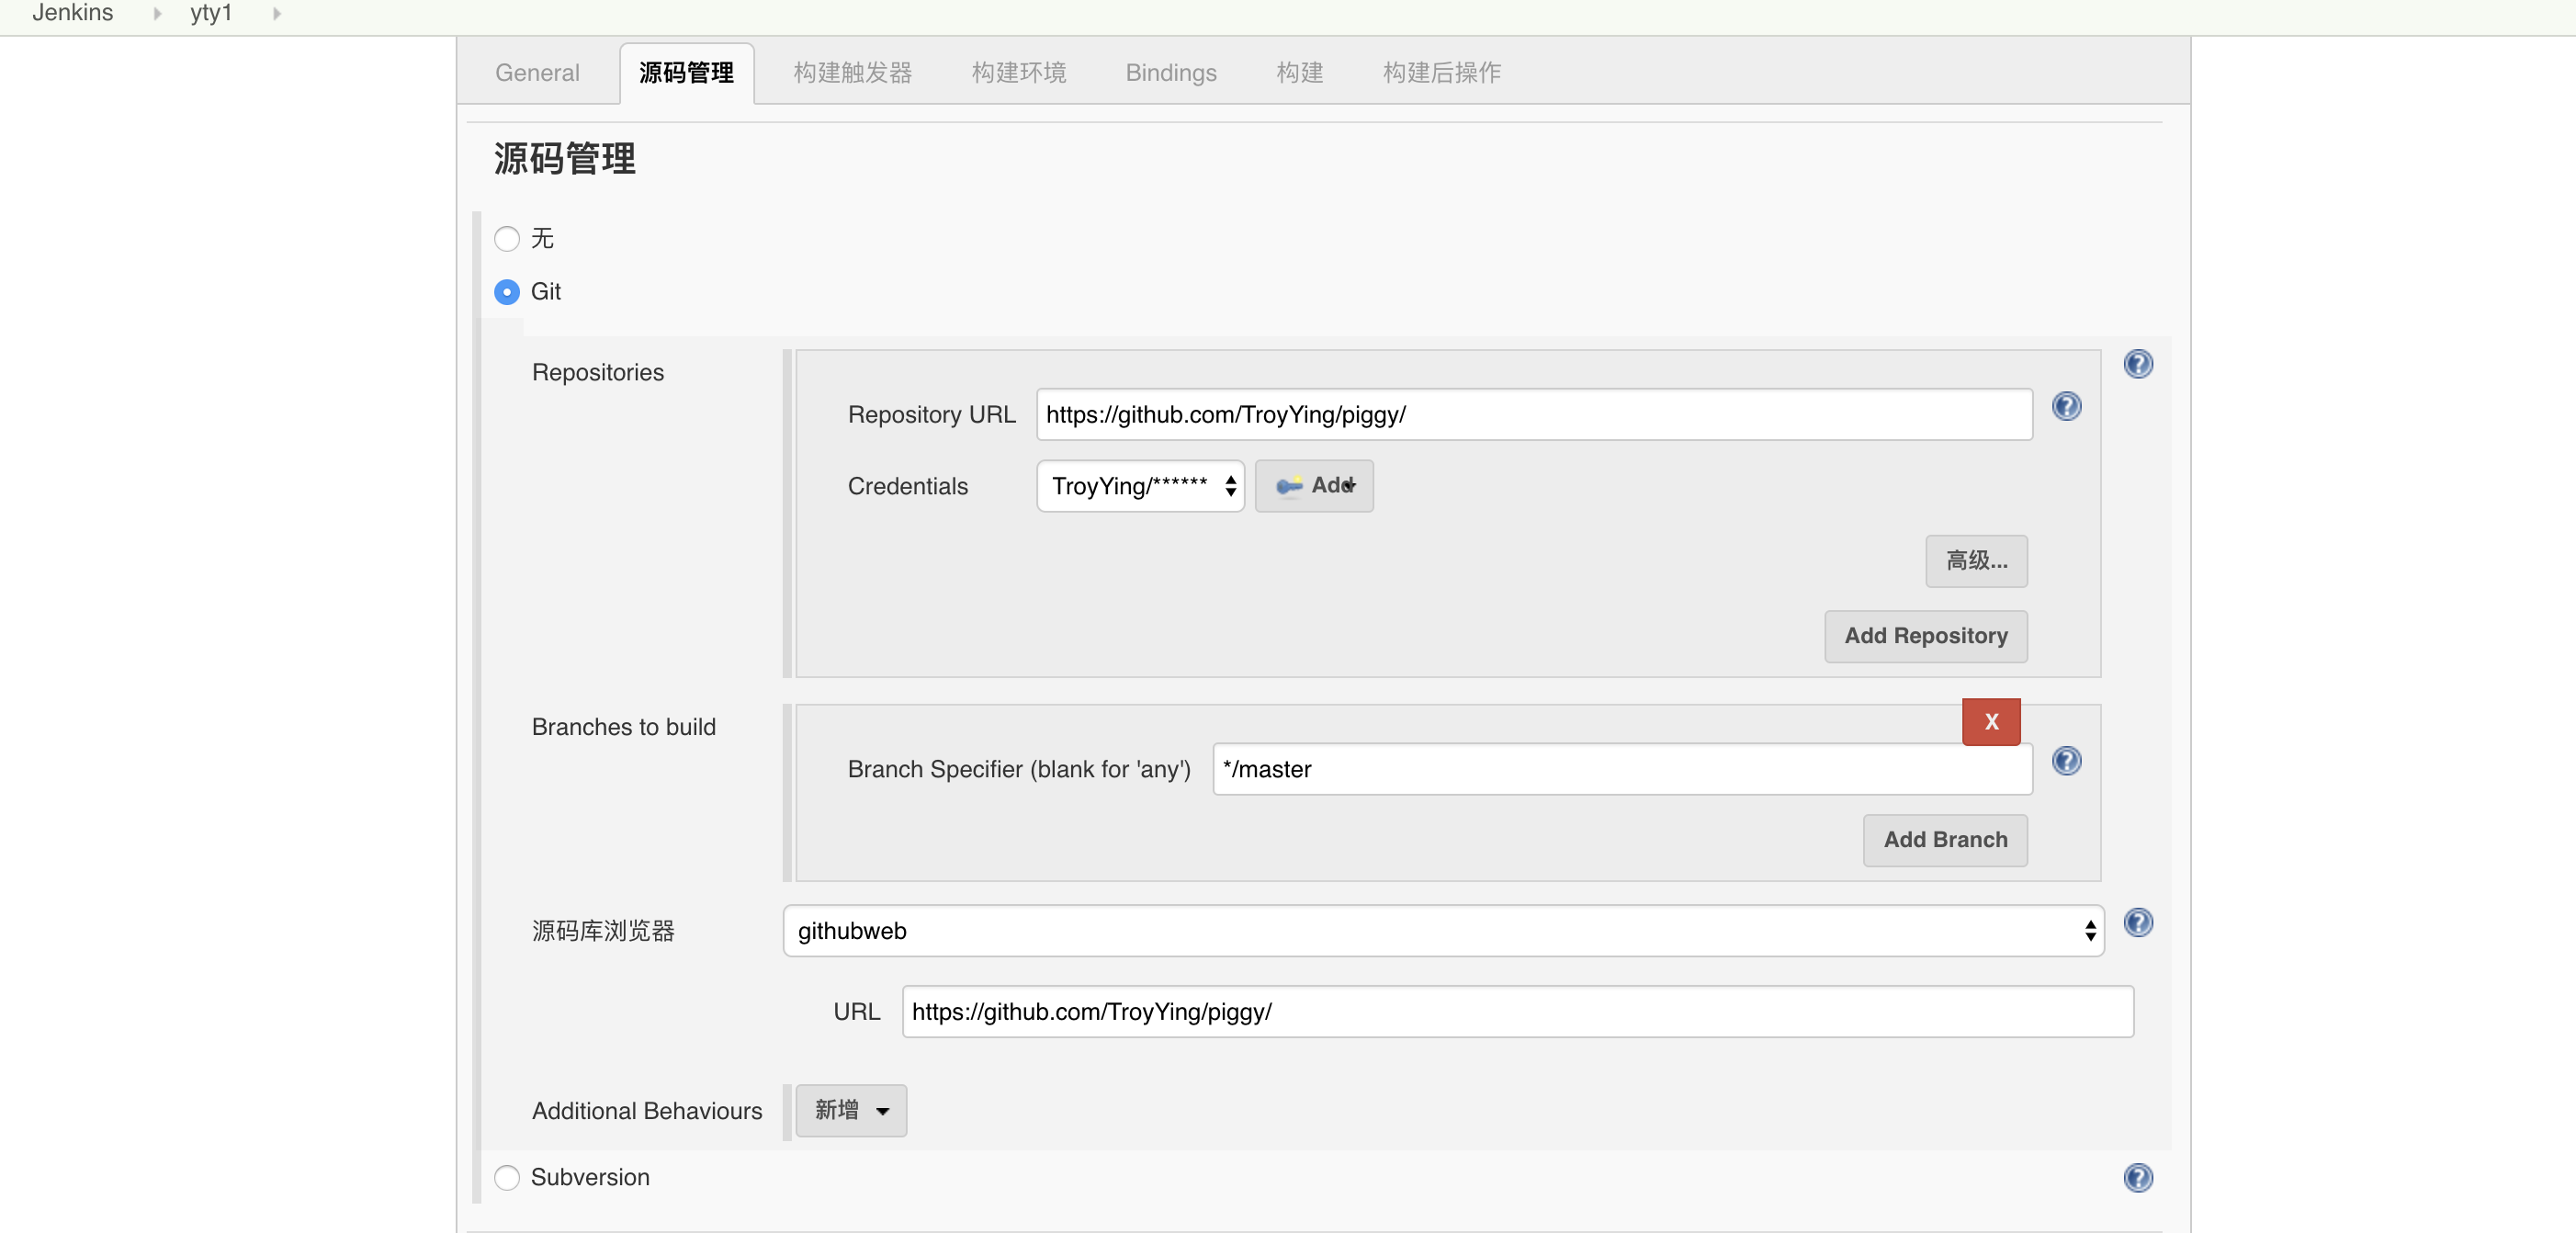 Jenkins yty1
General 源码管理 构建触发器 构建环境 Bindings 构建 构建后操作
源码管理
无
Git
Repositories
Repository URL https://github.com/TroyYing/piggy/
Credentials TroyYing/****** Add
高级...
Add Repository
Branches to build
X
Branch Specifier (blank for 'any') */master
Add Branch
源码库浏览器 githubweb
URL https://github.com/TroyYing/piggy/
Additional Behaviours 新增
Subversion